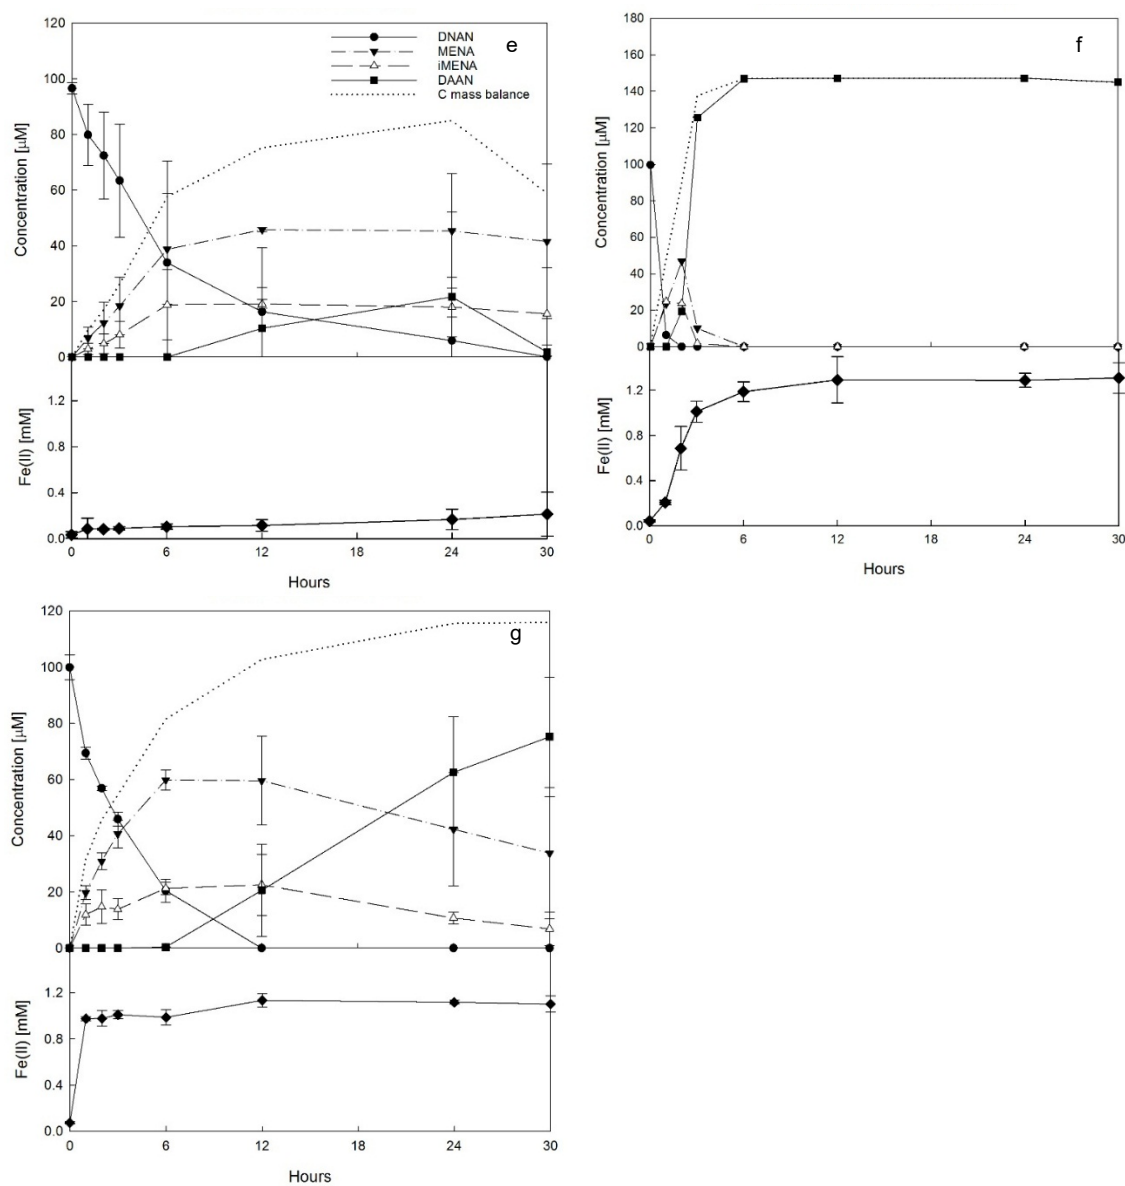 120
100
80
60
40
20
0
Concentration [µM]
DNAN
MENA
iMENA
DAAN
C mass balance
e
1.2
0.8
0.4
0.0
Fe(II) [mM]
0 6 12 18 24 30
Hours
180
160
140
120
100
80
60
40
20
0
Concentration [µM]
f
1.2
0.8
0.4
0.0
Fe(II) [mM]
0 6 12 18 24 30
Hours
120
100
80
60
40
20
0
Concentration [µM]
g
1.2
0.8
0.4
0.0
Fe(II) [mM]
0 6 12 18 24 30
Hours